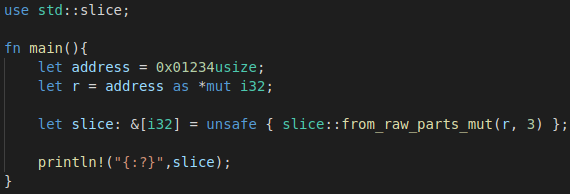 use std::slice;
fn main(){
let address = 0x01234usize;
let r = address as *mut i32;
let slice: &[i32] = unsafe { slice::from_raw_parts_mut(r, 3) };
println!("{:?}",slice);
}